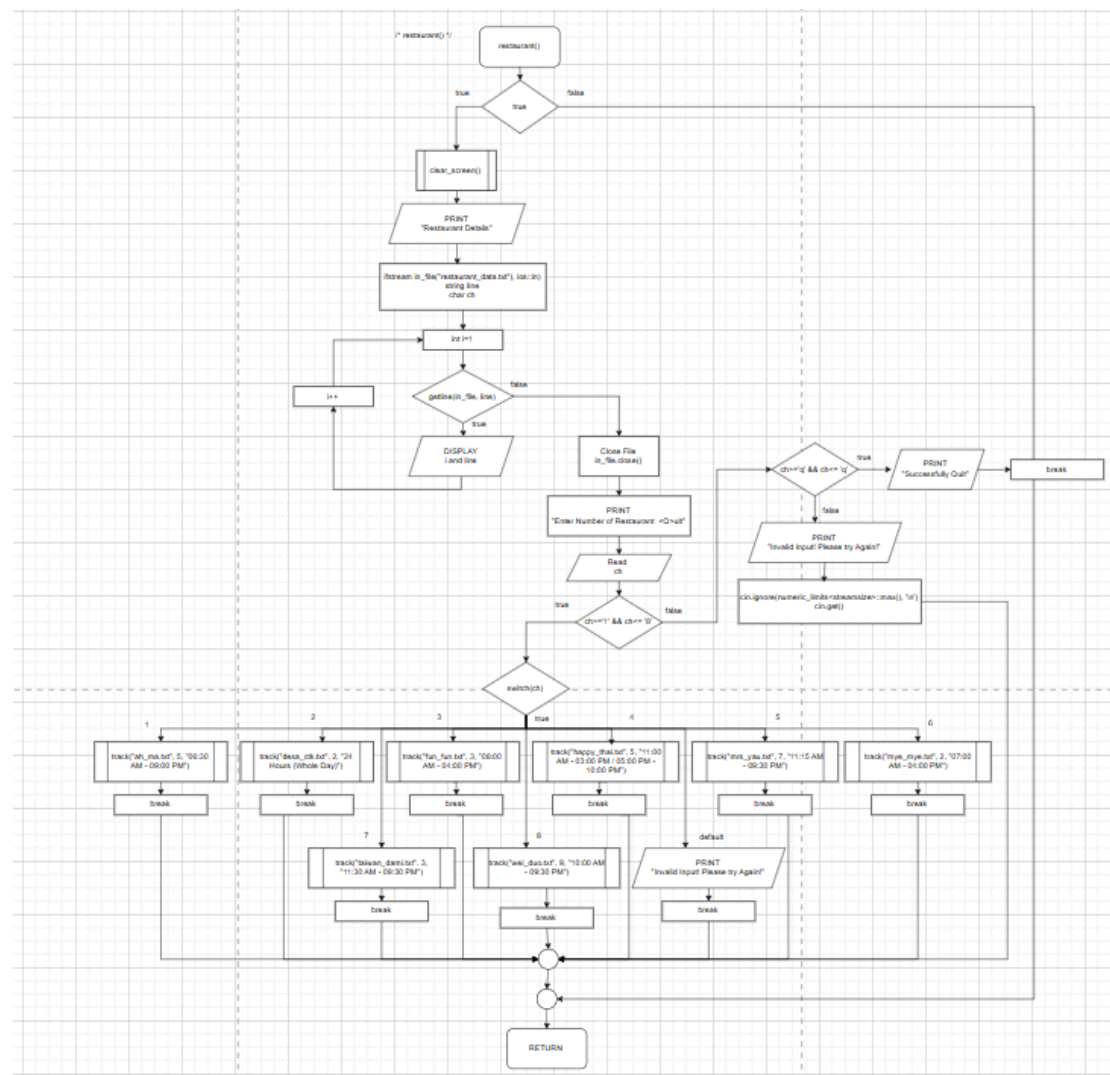 /* restaurant() */
restaurant()
true
false
true
clear_screen()
PRINT
"Restaurant Details"
ifstream in_file("restaurant_data.txt"), ios::in)
string line
char ch
int i=1
i++
getline(in_file, line)
false
true
DISPLAY
i and line
Close File
in_file.close()
PRINT
"Enter Number of Restaurant <Q>uit"
Read
ch
true
false
ch>='1' && ch<= '8'
ch>='q' && ch<= 'q'
true
PRINT
"Successfully Quit"
break
false
PRINT
"Invalid Input! Please try Again!"
cin.ignore(numeric_limits<streamsize>::max(), '\n')
cin.get()
switch(ch)
true
1
2
3
4
5
6
track("ah_ma.txt", 5, "06:30
AM - 09:00 PM")
track("desa_ctk.txt", 2, "24
Hours (Whole Day)")
track("fun_fun.txt", 3, "08:00
AM - 04:00 PM")
track("happy_thai.txt", 5, "11:00
AM - 03:00 PM / 05:00 PM -
10:00 PM")
track("mrs_yau.txt", 7, "11:15 AM
- 09:30 PM")
track("mye_mye.txt", 2, "07:00
AM - 04:00 PM")
break
break
break
break
break
break
7
8
default
track("taiwan_dami.txt", 3,
"11:30 AM - 09:30 PM")
track("wei_duo.txt", 9, "10:00 AM
- 09:30 PM")
PRINT
"Invalid Input! Please try Again!"
break
break
break
RETURN